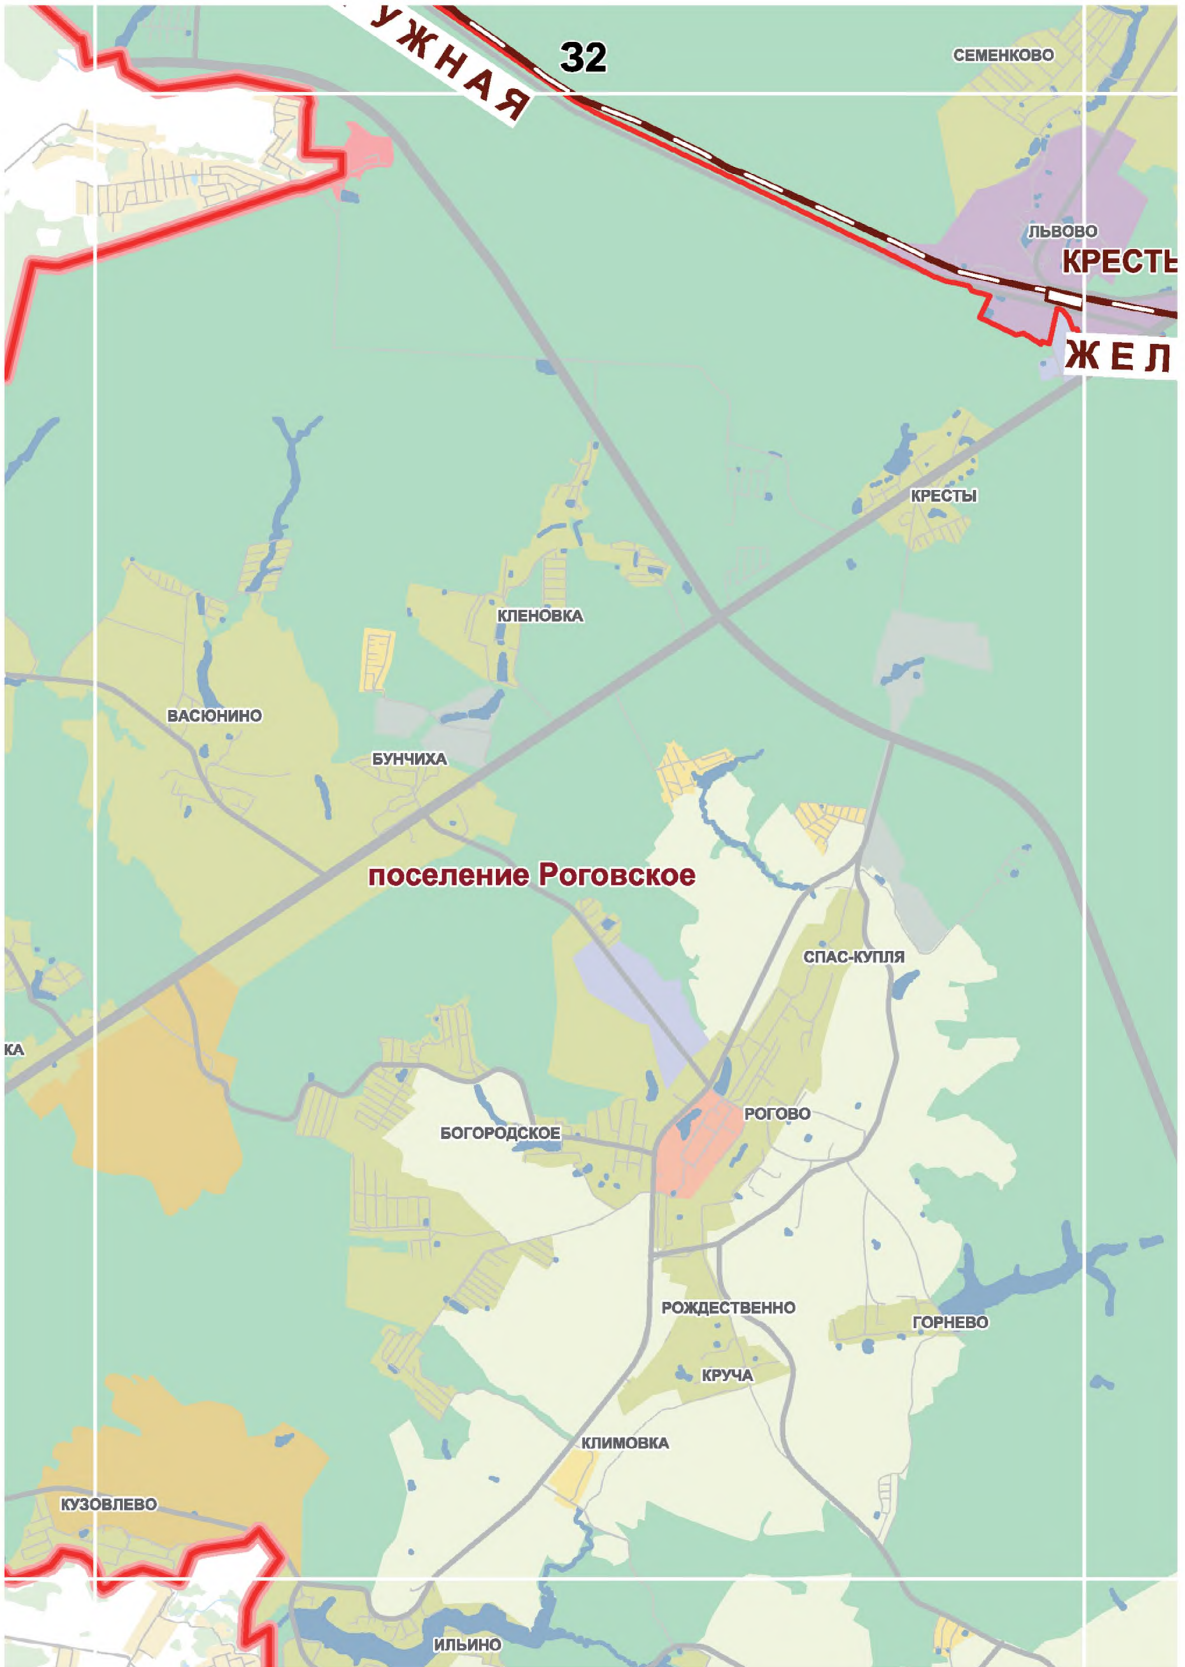 УЖНАЯ
32
СЕМЕНКОВО
ЛЬВОВО
КРЕСТЫ
ЖЕЛ
КРЕСТЫ
КЛЕНОВКА
ВАСЮНИНО
БУНЧИХА
поселение Роговское
СПАС-КУПЛЯ
КА
РОГОВО
БОГОРОДСКОЕ
РОЖДЕСТВЕННО
ГОРНЕВО
КРУЧА
КЛИМОВКА
КУЗОВЛЕВО
ИЛЬИНО